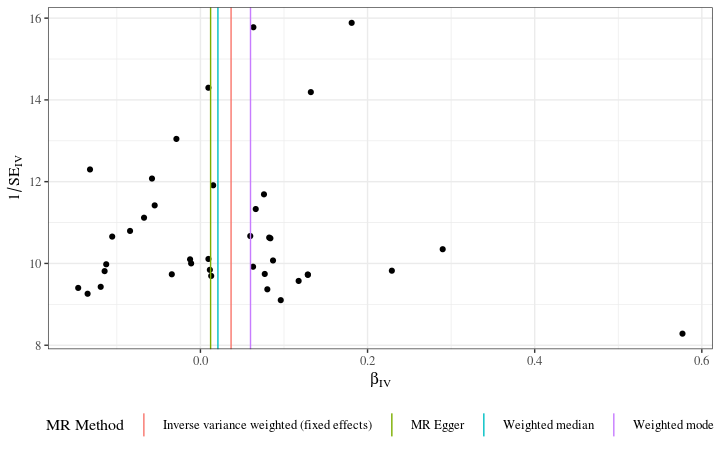 16
14
12
10
8
1/SE_IV
0.0 0.2 0.4 0.6
β_IV
MR Method Inverse variance weighted (fixed effects) MR Egger Weighted median Weighted mode